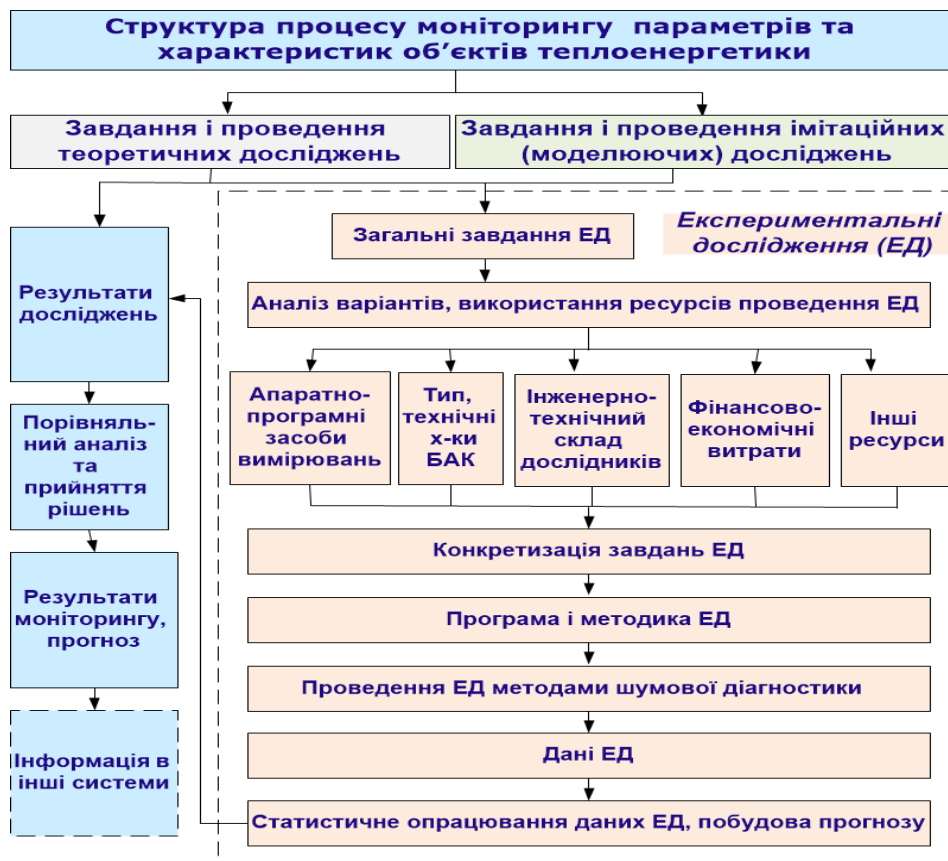 Структура процесу моніторингу параметрів та
характеристик об’єктів теплоенергетики
Завдання і проведення
теоретичних досліджень
Завдання і проведення імітаційних
(моделюючих) досліджень
Експериментальні
дослідження (ЕД)
Загальні завдання ЕД
Аналіз варіантів, використання ресурсів проведення ЕД
Апаратно-
програмні
засоби
вимірювань
Тип,
технічні
х-ки
БАК
Інженерно-
технічний
склад
дослідників
Фінансово-
економічні
витрати
Інші
ресурси
Конкретизація завдань ЕД
Програма і методика ЕД
Проведення ЕД методами шумової діагностики
Дані ЕД
Статистичне опрацювання даних ЕД, побудова прогнозу
Результати
досліджень
Порівняль-
ний аналіз
та
прийняття
рішень
Результати
моніторингу,
прогноз
Інформація в
інші системи